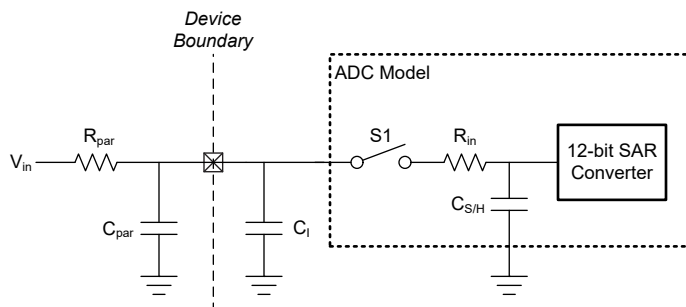 Device
Boundary
ADC Model
R_par
S1
R_in
V_in
12-bit SAR
Converter
C_par
C_I
C_S/H